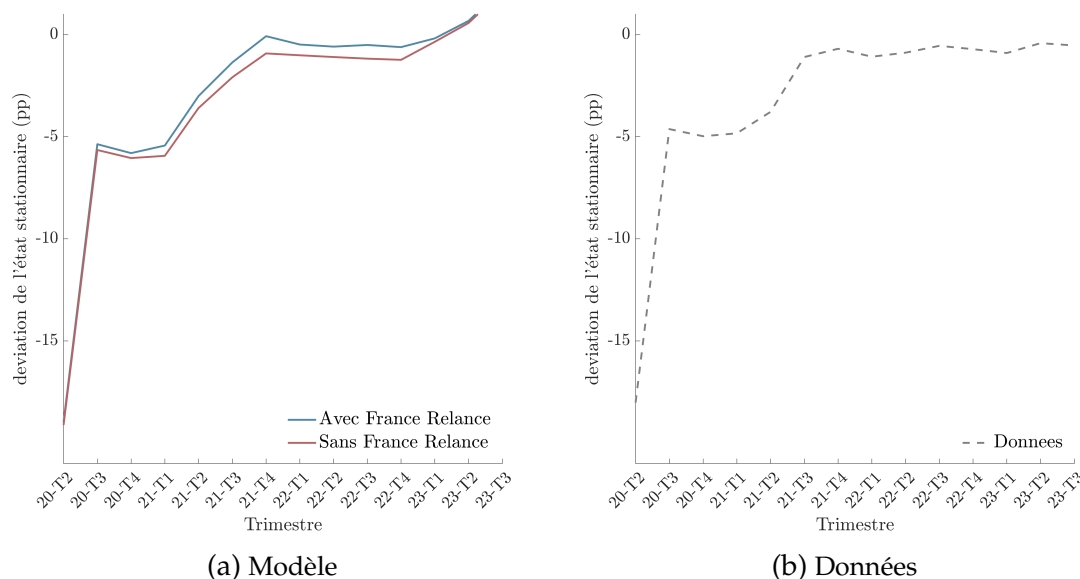 deviation de l'état stationnaire (pp)
0
-5
-10
-15
Avec France Relance
Sans France Relance
20-T2
20-T3
20-T4
21-T1
21-T2
21-T3
21-T4
22-T1
22-T2
22-T3
22-T4
23-T1
23-T2
23-T3
Trimestre
(a) Modèle
deviation de l'état stationnaire (pp)
0
-5
-10
-15
Donnees
20-T2
20-T3
20-T4
21-T1
21-T2
21-T3
21-T4
22-T1
22-T2
22-T3
22-T4
23-T1
23-T2
23-T3
Trimestre
(b) Données